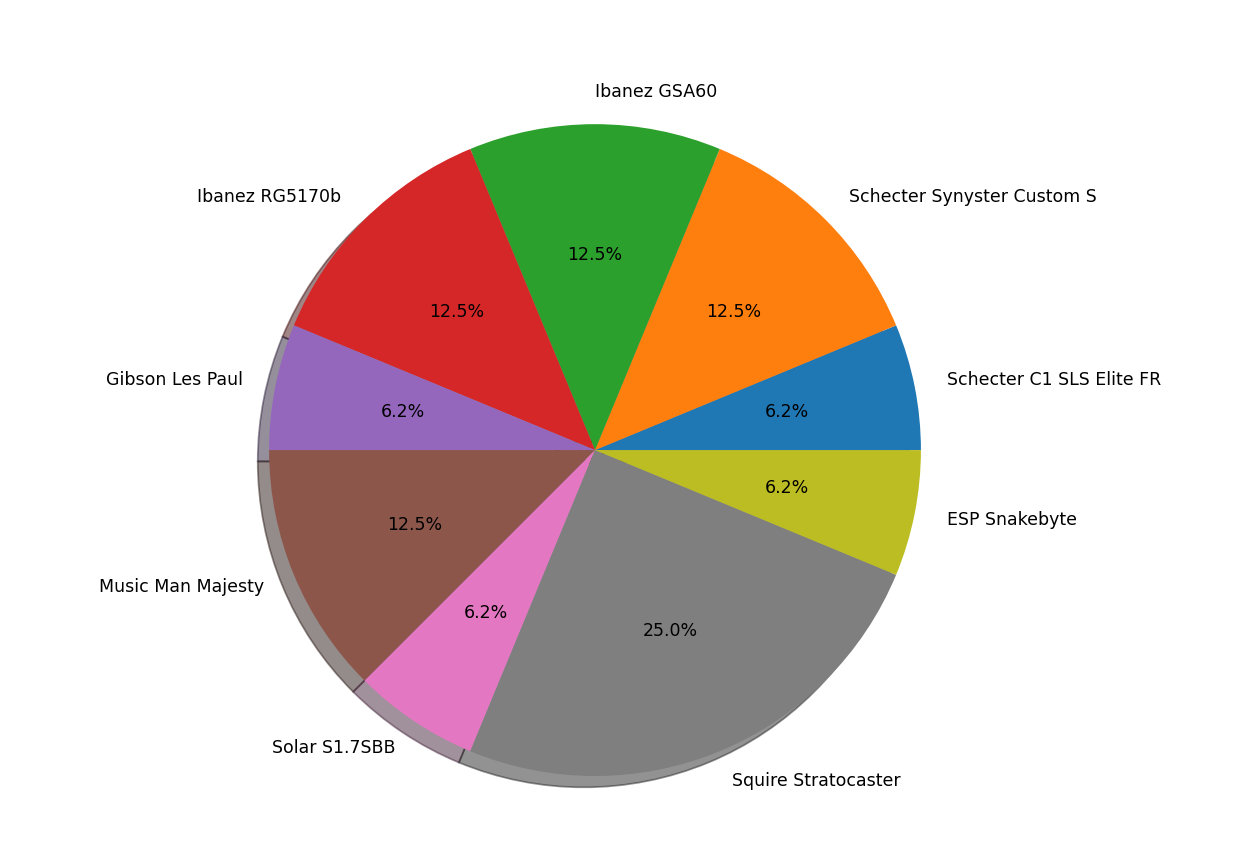 Ibanez GSA60
Ibanez RG5170b
Schecter Synyster Custom S
12.5%
12.5%
12.5%
Gibson Les Paul
Schecter C1 SLS Elite FR
6.2%
6.2%
6.2%
ESP Snakebyte
12.5%
Music Man Majesty
6.2%
25.0%
Solar S1.7SBB
Squire Stratocaster